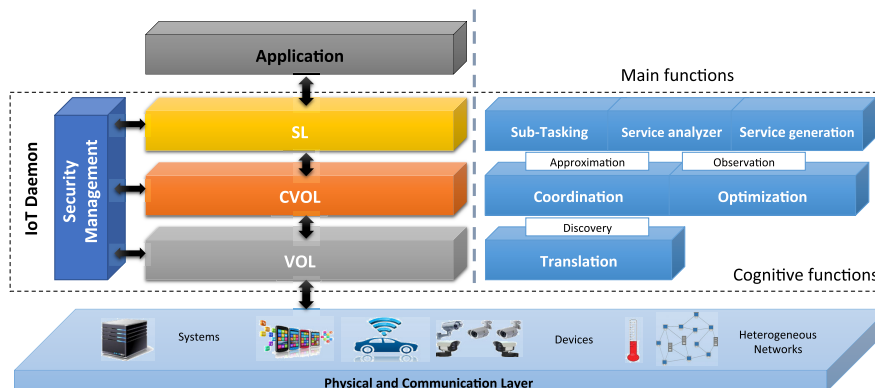 Application
Main functions
IoT Daemon
Security
Management
SL
Sub-Tasking
Service analyzer
Service generation
Approximation
Observation
CVOL
Coordination
Optimization
Discovery
VOL
Translation
Cognitive functions
Systems
Devices
Heterogeneous
Networks
Physical and Communication Layer